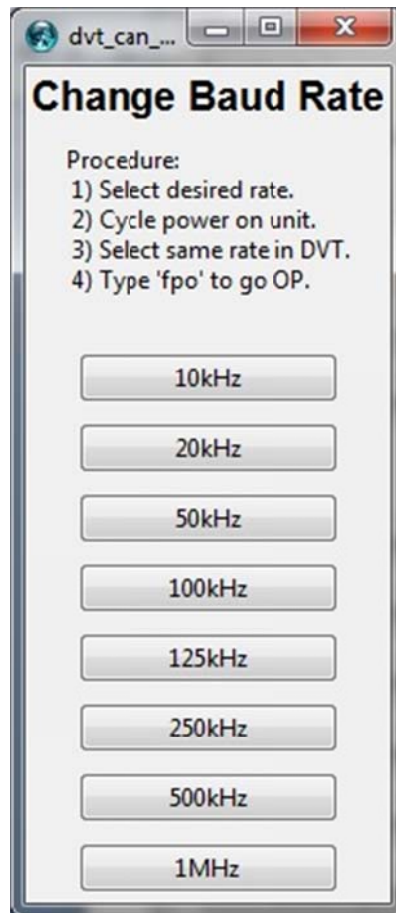 dvt_can_...
Change Baud Rate
Procedure:
1) Select desired rate.
2) Cycle power on unit.
3) Select same rate in DVT.
4) Type 'fpo' to go OP.
10kHz
20kHz
50kHz
100kHz
125kHz
250kHz
500kHz
1MHz